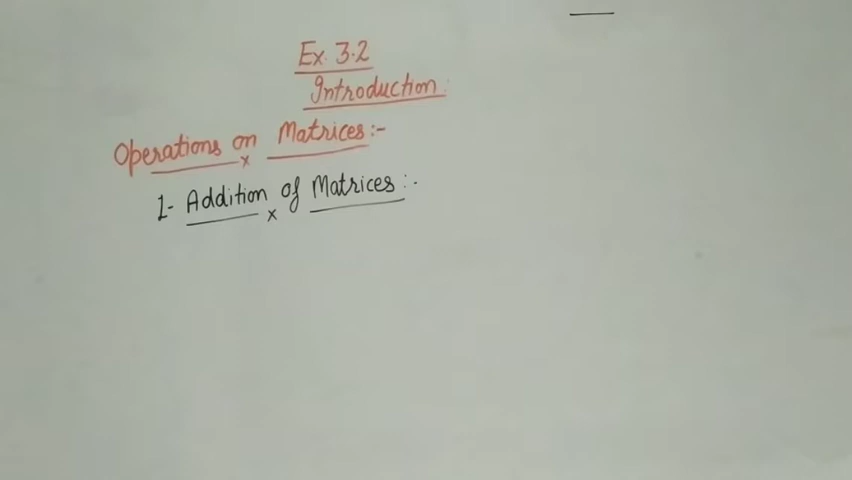 Ex. 3.2
Introduction:
Operations on Matrices:-
1- Addition of Matrices:-